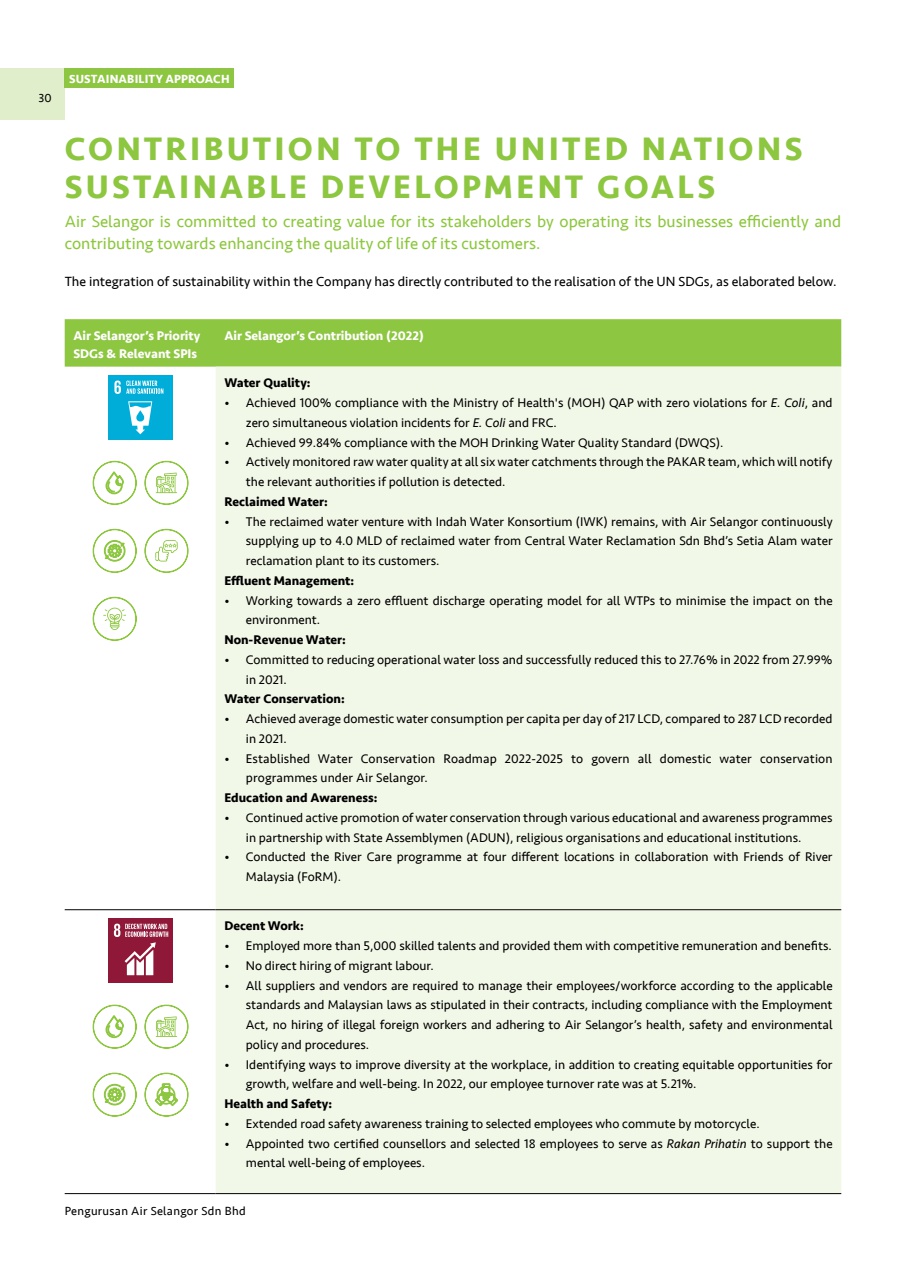 SUSTAINABILITY APPROACH
30
CONTRIBUTION TO THE UNITED NATIONS
SUSTAINABLE DEVELOPMENT GOALS
Air Selangor is committed to creating value for its stakeholders by operating its businesses efficiently and
contributing towards enhancing the quality of life of its customers.
The integration of sustainability within the Company has directly contributed to the realisation of the UN SDGs, as elaborated below.
Air Selangor's Priority
SDGs & Relevant SPIs
Air Selangor's Contribution (2022)
6 CLEAN WATER
AND SANITATION
Water Quality:
• Achieved 100% compliance with the Ministry of Health's (MOH) QAP with zero violations for E. Coli, and
zero simultaneous violation incidents for E. Coli and FRC.
• Achieved 99.84% compliance with the MOH Drinking Water Quality Standard (DWQS).
• Actively monitored raw water quality at all six water catchments through the PAKAR team, which will notify
the relevant authorities if pollution is detected.
Reclaimed Water:
• The reclaimed water venture with Indah Water Konsortium (IWK) remains, with Air Selangor continuously
supplying up to 4.0 MLD of reclaimed water from Central Water Reclamation Sdn Bhd's Setia Alam water
reclamation plant to its customers.
Effluent Management:
• Working towards a zero effluent discharge operating model for all WTPs to minimise the impact on the
environment.
Non-Revenue Water:
• Committed to reducing operational water loss and successfully reduced this to 27.76% in 2022 from 27.99%
in 2021.
Water Conservation:
• Achieved average domestic water consumption per capita per day of 217 LCD, compared to 287 LCD recorded
in 2021.
• Established Water Conservation Roadmap 2022-2025 to govern all domestic water conservation
programmes under Air Selangor.
Education and Awareness:
• Continued active promotion of water conservation through various educational and awareness programmes
in partnership with State Assemblymen (ADUN), religious organisations and educational institutions.
• Conducted the River Care programme at four different locations in collaboration with Friends of River
Malaysia (FoRM).
8 DECENT WORK AND
ECONOMIC GROWTH
Decent Work:
• Employed more than 5,000 skilled talents and provided them with competitive remuneration and benefits.
• No direct hiring of migrant labour.
• All suppliers and vendors are required to manage their employees/workforce according to the applicable
standards and Malaysian laws as stipulated in their contracts, including compliance with the Employment
Act, no hiring of illegal foreign workers and adhering to Air Selangor's health, safety and environmental
policy and procedures.
• Identifying ways to improve diversity at the workplace, in addition to creating equitable opportunities for
growth, welfare and well-being. In 2022, our employee turnover rate was at 5.21%.
Health and Safety:
• Extended road safety awareness training to selected employees who commute by motorcycle.
• Appointed two certified counsellors and selected 18 employees to serve as Rakan Prihatin to support the
mental well-being of employees.
Pengurusan Air Selangor Sdn Bhd